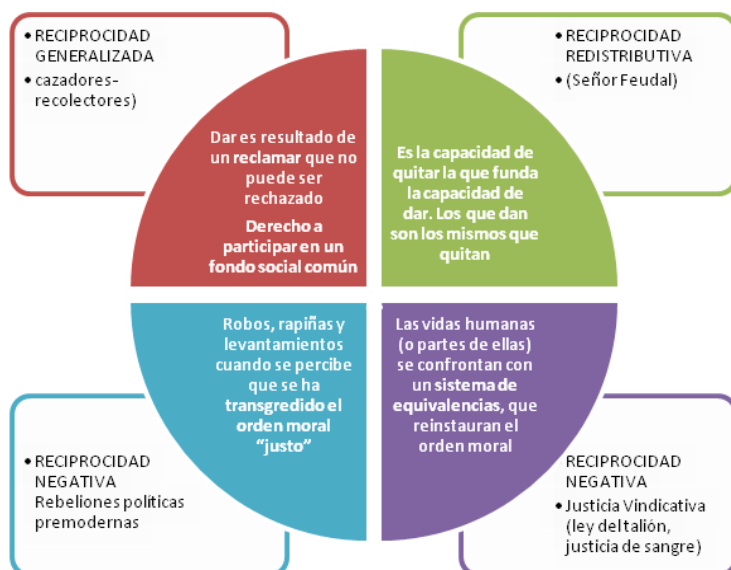 • RECIPROCIDAD
GENERALIZADA
• cazadores-
recolectores)
Dar es resultado de
un reclamar que no
puede ser
rechazado
Derecho a
participar en un
fondo social común
• RECIPROCIDAD
REDISTRIBUTIVA
• (Señor Feudal)
Es la capacidad de
quitar la que funda
la capacidad de
dar. Los que dan
son los mismos que
quitan
Robos, rapiñas y
levantamientos
cuando se percibe
que se ha
transgredido el
orden moral
“justo”
• RECIPROCIDAD
NEGATIVA
Rebeliones políticas
premodernas
Las vidas humanas
(o partes de ellas)
se confrontan con
un sistema de
equivalencias, que
reinstauran el
orden moral
RECIPROCIDAD
NEGATIVA
• Justicia Vindicativa
(ley del talión,
justicia de sangre)